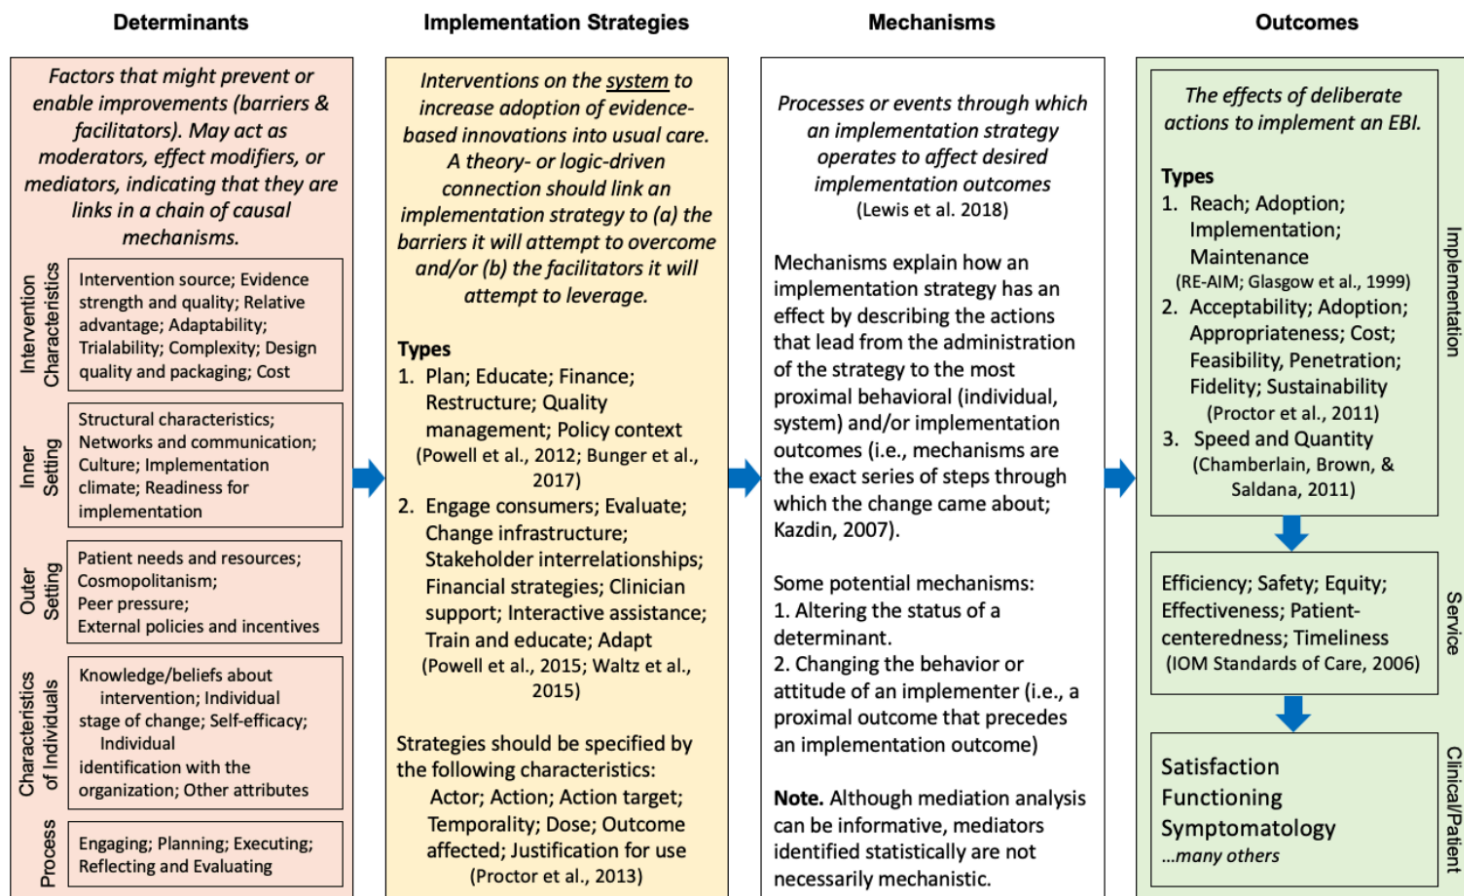 Determinants
Factors that might prevent or
enable improvements (barriers &
facilitators). May act as
moderators, effect modifiers, or
mediators, indicating that they are
links in a chain of causal
mechanisms.
Intervention
Characteristics
Intervention source; Evidence
strength and quality; Relative
advantage; Adaptability;
Trialability; Complexity; Design
quality and packaging; Cost
Inner
Setting
Structural characteristics;
Networks and communication;
Culture; Implementation
climate; Readiness for
implementation
Outer
Setting
Patient needs and resources;
Cosmopolitanism;
Peer pressure;
External policies and incentives
Characteristics
of Individuals
Knowledge/beliefs about
intervention; Individual
stage of change; Self-efficacy;
Individual
identification with the
organization; Other attributes
Process
Engaging; Planning; Executing;
Reflecting and Evaluating
Implementation Strategies
Interventions on the system to
increase adoption of evidence-
based innovations into usual care.
A theory- or logic-driven
connection should link an
implementation strategy to (a) the
barriers it will attempt to overcome
and/or (b) the facilitators it will
attempt to leverage.
Types
1. Plan; Educate; Finance;
Restructure; Quality
management; Policy context
(Powell et al., 2012; Bunger et al.,
2017)
2. Engage consumers; Evaluate;
Change infrastructure;
Stakeholder interrelationships;
Financial strategies; Clinician
support; Interactive assistance;
Train and educate; Adapt
(Powell et al., 2015; Waltz et al.,
2015)
Strategies should be specified by
the following characteristics:
Actor; Action; Action target;
Temporality; Dose; Outcome
affected; Justification for use
(Proctor et al., 2013)
Mechanisms
Processes or events through which
an implementation strategy
operates to affect desired
implementation outcomes
(Lewis et al. 2018)
Mechanisms explain how an
implementation strategy has an
effect by describing the actions
that lead from the administration
of the strategy to the most
proximal behavioral (individual,
system) and/or implementation
outcomes (i.e., mechanisms are
the exact series of steps through
which the change came about;
Kazdin, 2007).
Some potential mechanisms:
1. Altering the status of a
determinant.
2. Changing the behavior or
attitude of an implementer (i.e., a
proximal outcome that precedes
an implementation outcome)
Note. Although mediation analysis
can be informative, mediators
identified statistically are not
necessarily mechanistic.
Outcomes
The effects of deliberate
actions to implement an EBI.
Types
1. Reach; Adoption;
Implementation;
Maintenance
(RE-AIM; Glasgow et al., 1999)
2. Acceptability; Adoption;
Appropriateness; Cost;
Feasibility, Penetration;
Fidelity; Sustainability
(Proctor et al., 2011)
3. Speed and Quantity
(Chamberlain, Brown, &
Saldana, 2011)
Implementation
Efficiency; Safety; Equity;
Effectiveness; Patient-
centeredness; Timeliness
(IOM Standards of Care, 2006)
Service
Satisfaction
Functioning
Symptomatology
...many others
Clinical/Patient